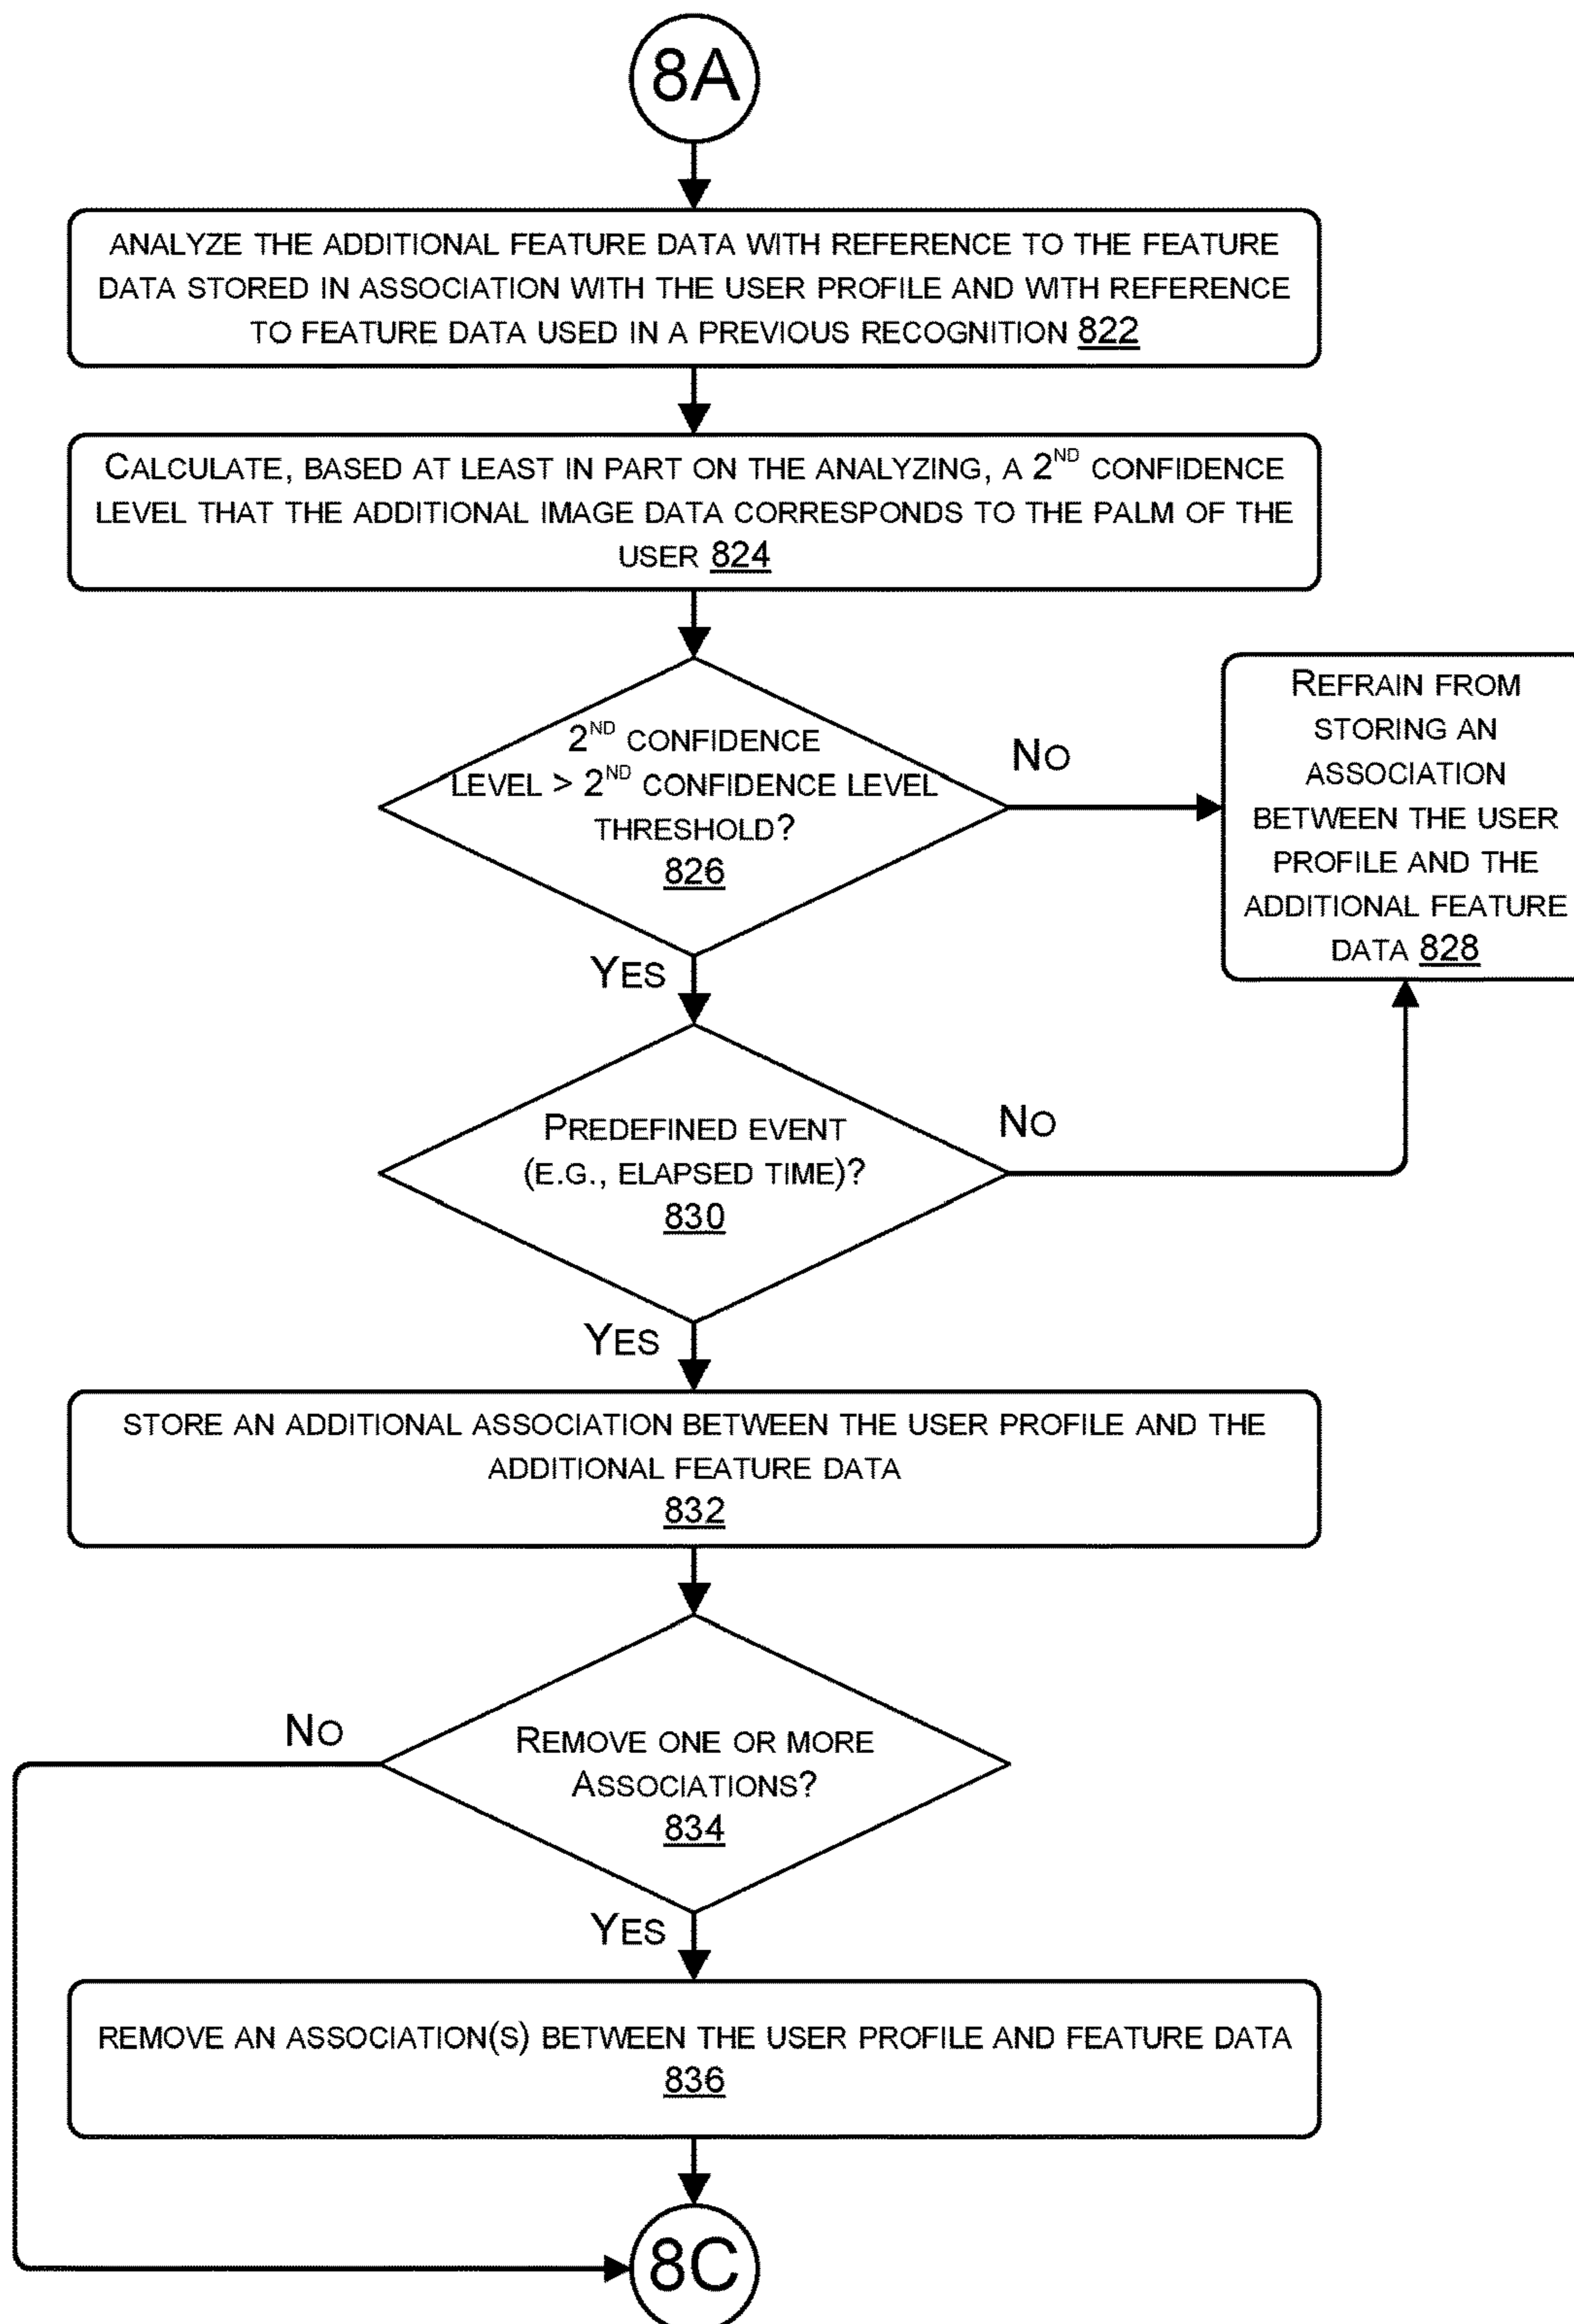 8A
ANALYZE THE ADDITIONAL FEATURE DATA WITH REFERENCE TO THE FEATURE
DATA STORED IN ASSOCIATION WITH THE USER PROFILE AND WITH REFERENCE
TO FEATURE DATA USED IN A PREVIOUS RECOGNITION 822
CALCULATE, BASED AT LEAST IN PART ON THE ANALYZING, A 2ND CONFIDENCE
LEVEL THAT THE ADDITIONAL IMAGE DATA CORRESPONDS TO THE PALM OF THE
USER 824
2ND CONFIDENCE
LEVEL > 2ND CONFIDENCE LEVEL
THRESHOLD?
826
NO
REFRAIN FROM
STORING AN
ASSOCIATION
BETWEEN THE USER
PROFILE AND THE
ADDITIONAL FEATURE
DATA 828
YES
PREDEFINED EVENT
(E.G., ELAPSED TIME)?
830
NO
YES
STORE AN ADDITIONAL ASSOCIATION BETWEEN THE USER PROFILE AND THE
ADDITIONAL FEATURE DATA
832
NO
REMOVE ONE OR MORE
ASSOCIATIONS?
834
YES
REMOVE AN ASSOCIATION(S) BETWEEN THE USER PROFILE AND FEATURE DATA
836
8C